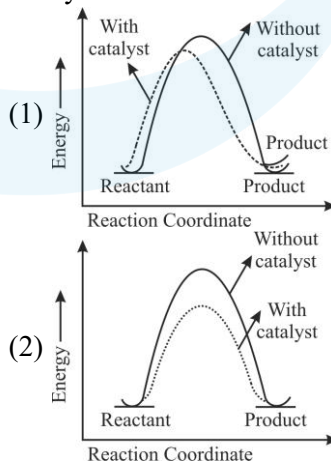 With
catalyst
Without
catalyst
(1)
Energy
Product
Reactant
Product
Reaction Coordinate
Without
catalyst
With
catalyst
(2)
Energy
Reactant
Product
Reaction Coordinate